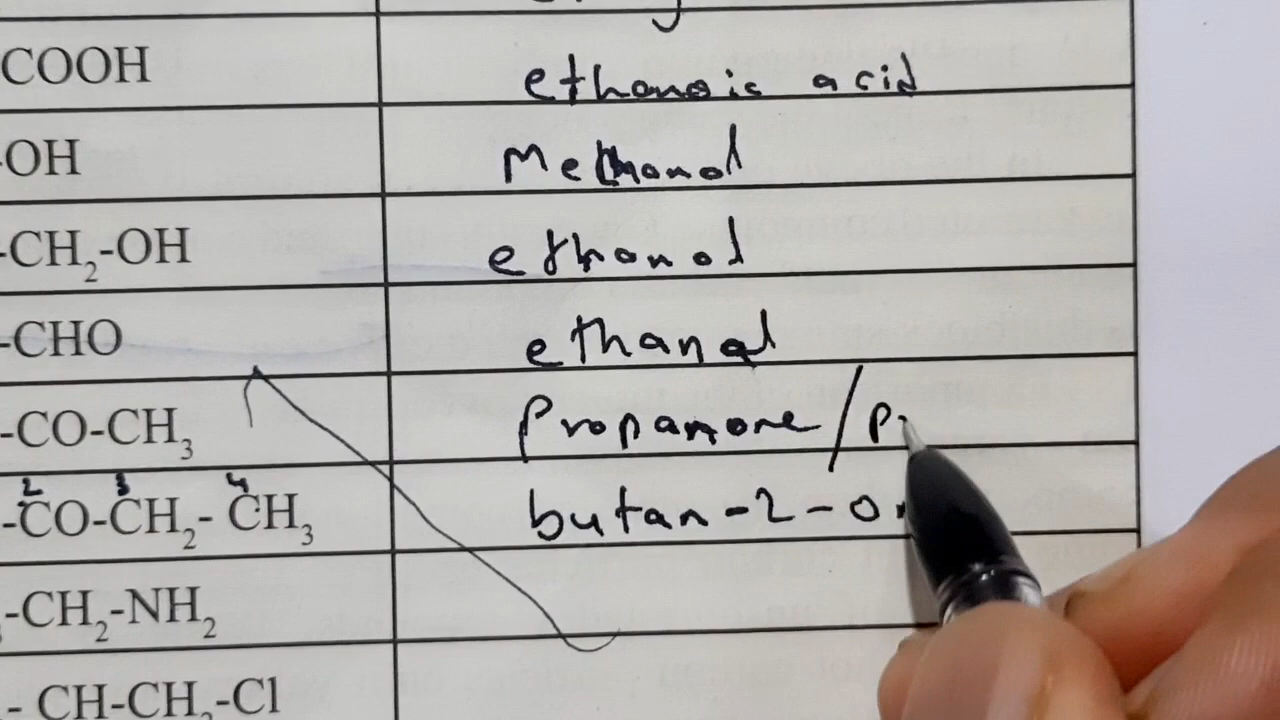 COOH ethanoic acid
-OH Methanol
-CH₂-OH ethanol
-CHO ethanal
-CO-CH₃ Propanone/
2 3 4
-CO-CH₂- CH₃ butan-2-
-CH₂-NH₂
- CH-CH₂-Cl